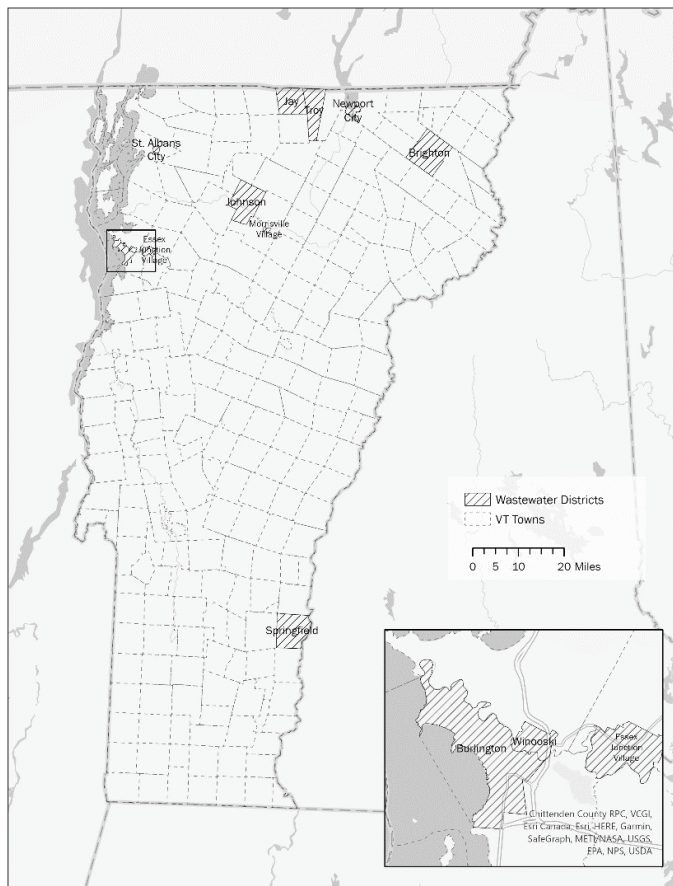 Jay
Troy
Newport
City
St. Albans
City
Brighton
Johnson
Morrisville
Village
Essex
Junction
Village
Wastewater Districts
VT Towns
0 5 10 20 Miles
Springfield
Burlington
Winooski
Essex
Junction
Village
Chittenden County RPC, VCGI,
Esri Canada, Esri, HERE, Garmin,
SafeGraph, METI/NASA, USGS,
EPA, NPS, USDA